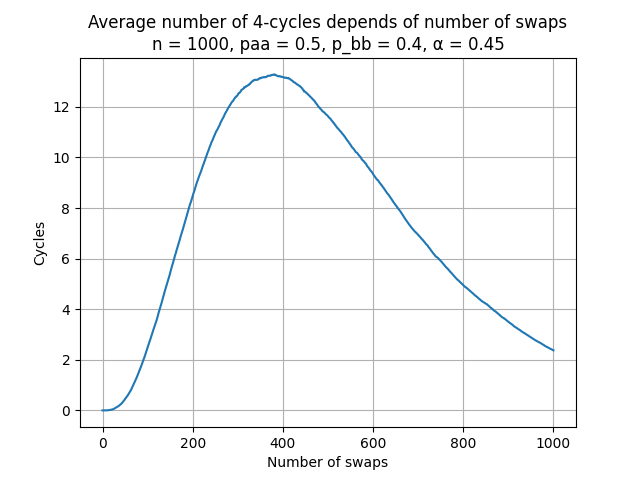 Average number of 4-cycles depends of number of swaps
n = 1000, paa = 0.5, p_bb = 0.4, α = 0.45
Cycles
12
10
8
6
4
2
0
0 200 400 600 800 1000
Number of swaps